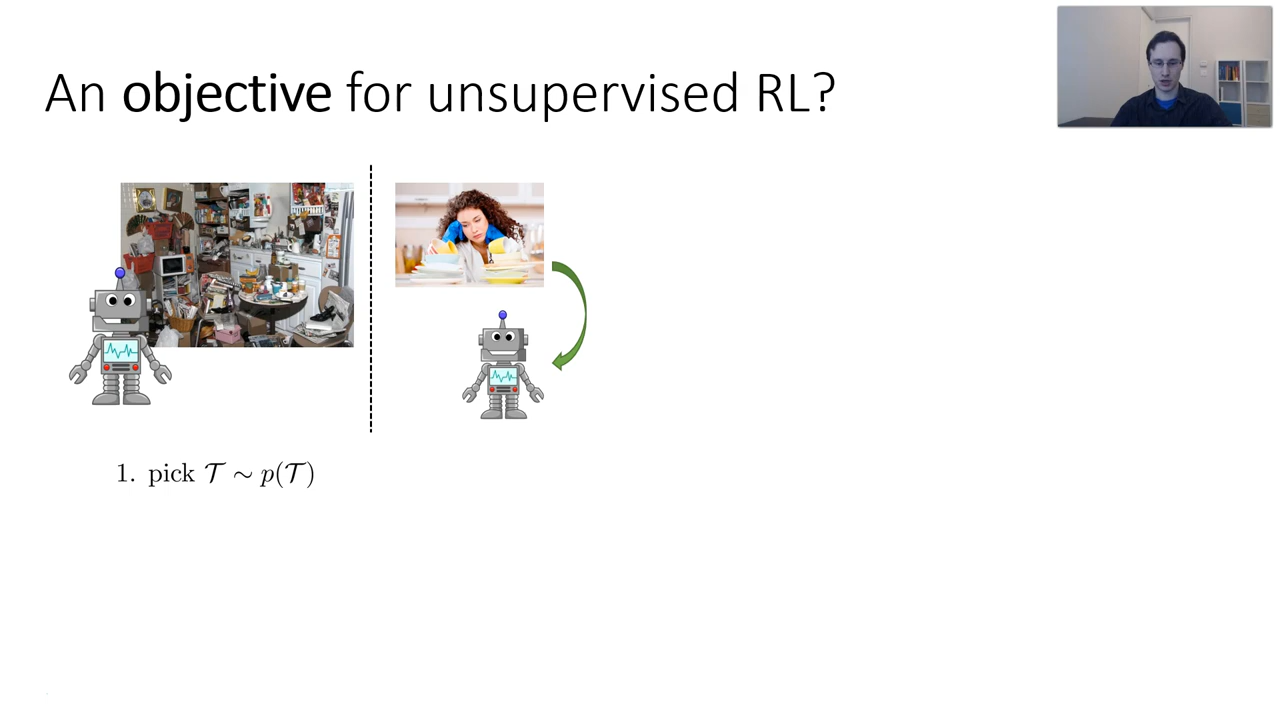 An objective for unsupervised RL?
1. pick 𝒯 ∼ p(𝒯)